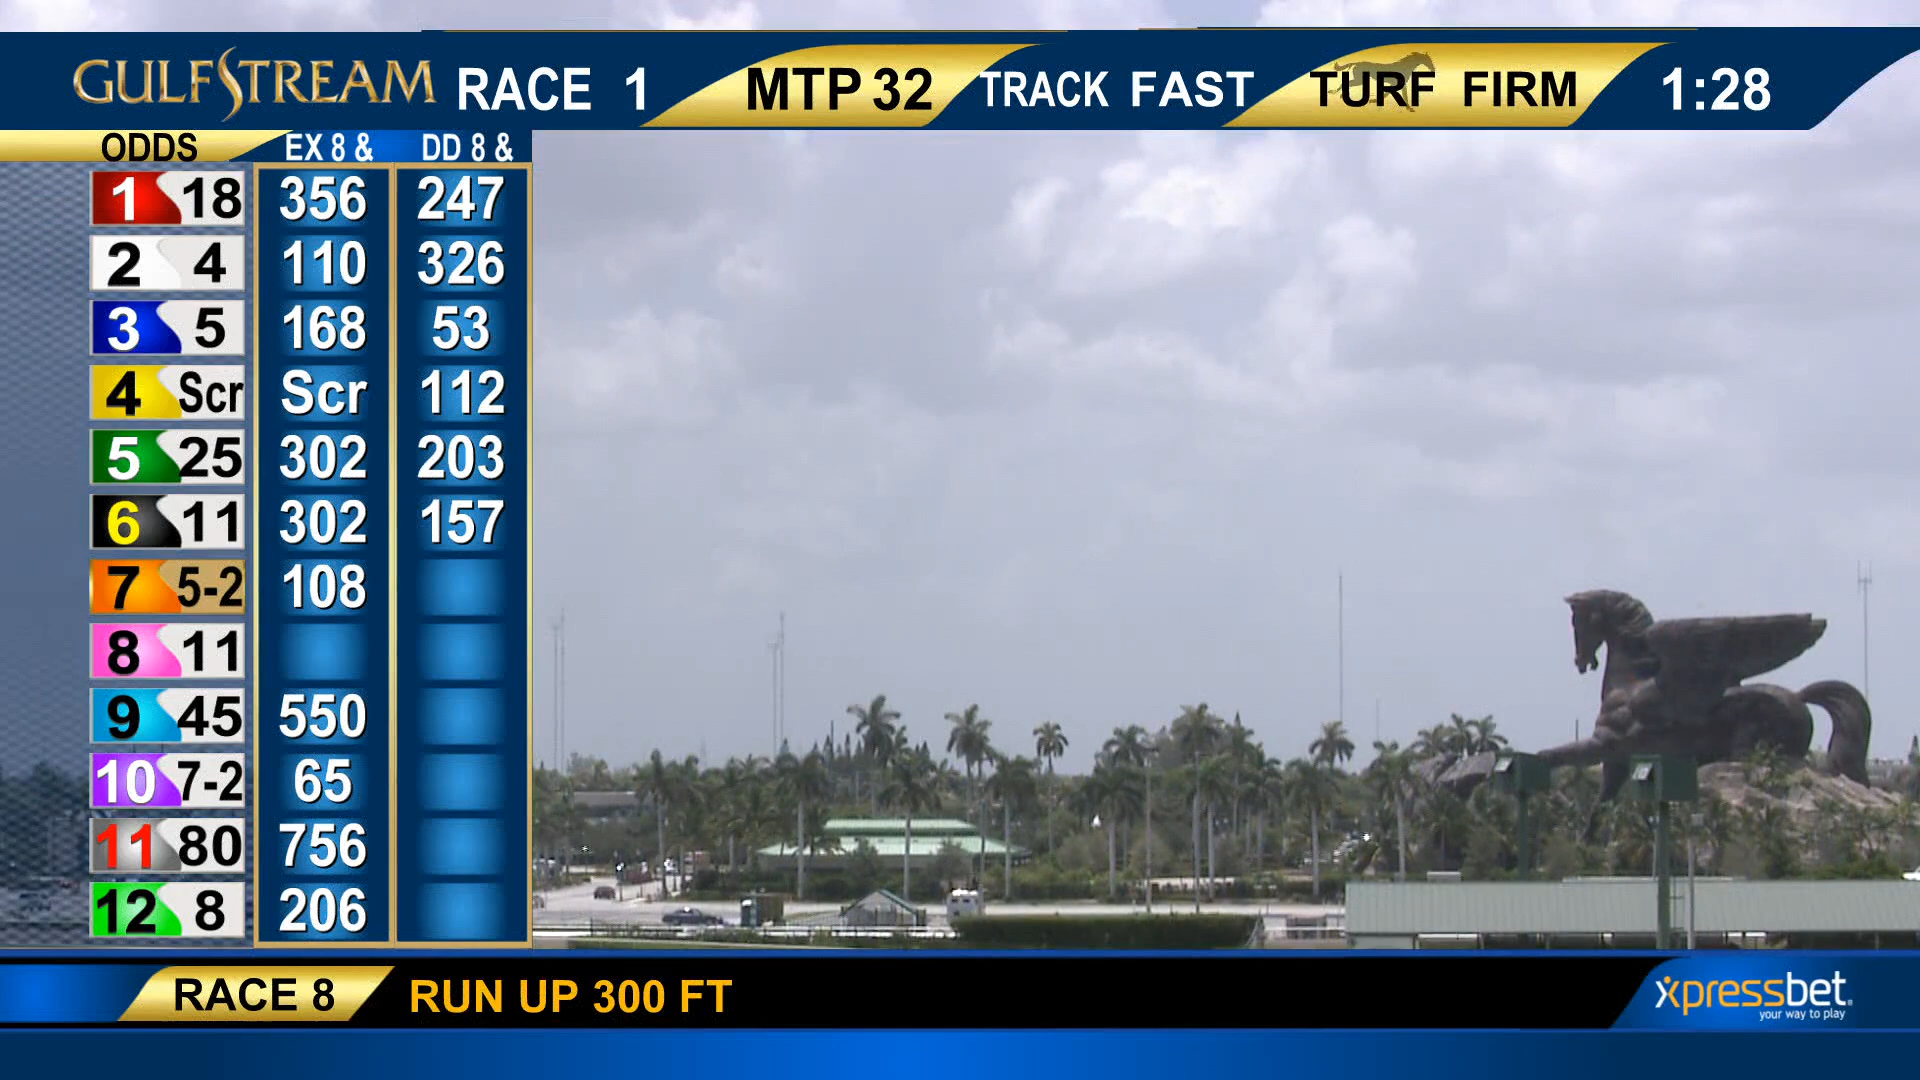 GULFSTREAM RACE 1 MTP 32 TRACK FAST TURF FIRM 1:28
ODDS EX 8 & DD 8 &
1 18 356 247
2 4 110 326
3 5 168 53
4 Scr Scr 112
5 25 302 203
6 11 302 157
7 5-2 108
8 11
9 45 550
10 7-2 65
11 80 756
12 8 206
RACE 8 RUN UP 300 FT
xpressbet.
your way to play